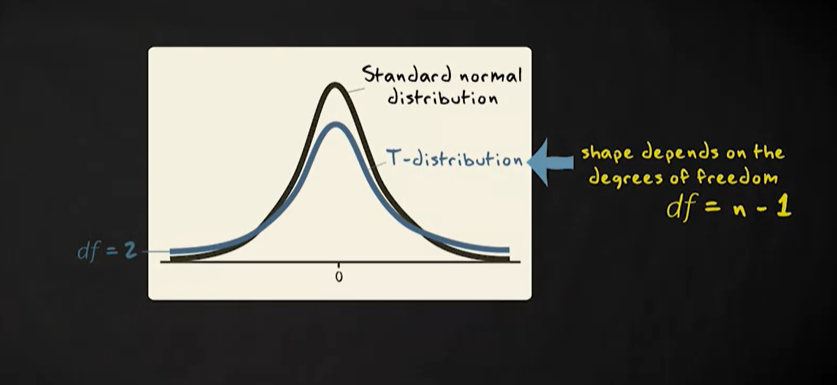 Standard normal
distribution
T-distribution
shape depends on the
degrees of freedom
df = n - 1
df = 2
0